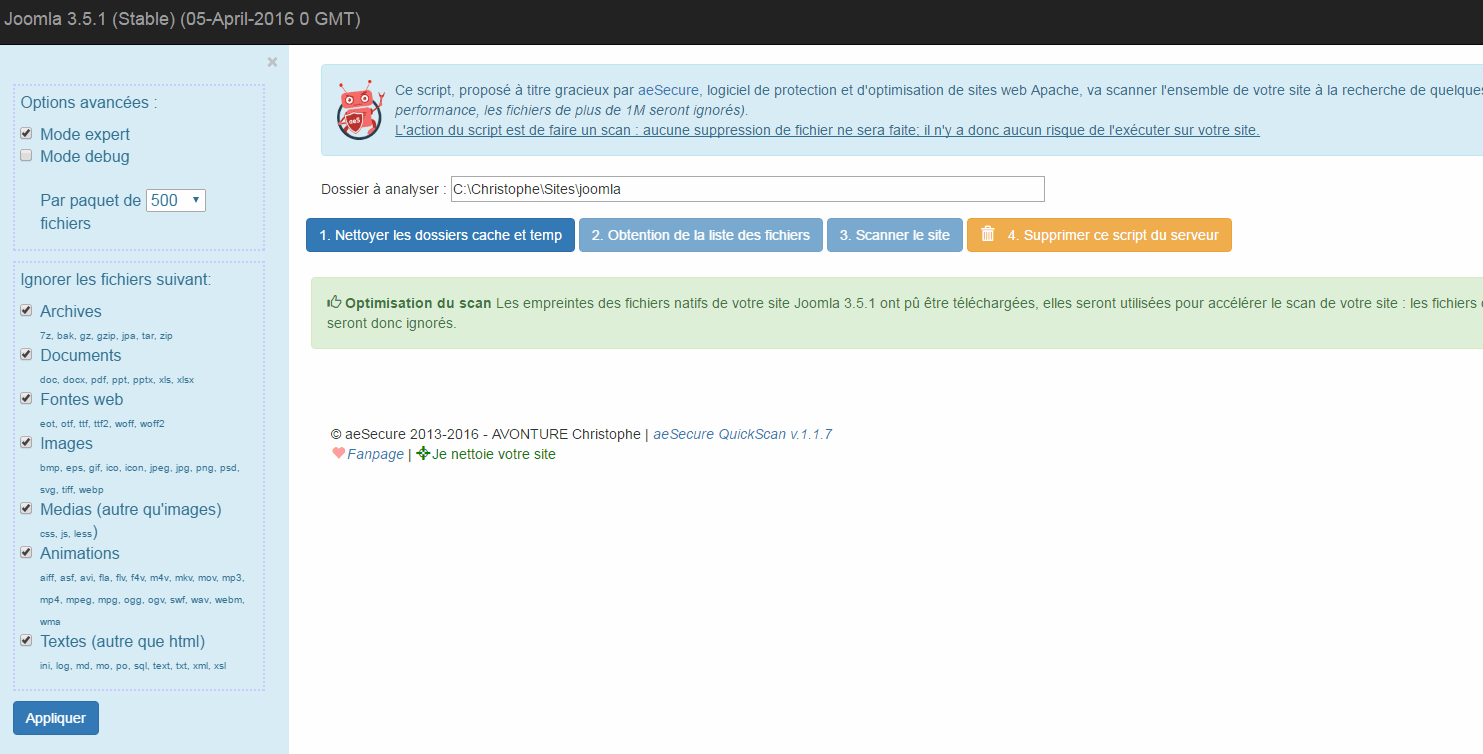 Joomla 3.5.1 (Stable) (05-April-2016 0 GMT)
×
Options avancées :
Mode expert
Mode debug
Par paquet de 500
fichiers
Ignorer les fichiers suivant:
Archives
7z, bak, gz, gzip, jpa, tar, zip
Documents
doc, docx, pdf, ppt, pptx, xls, xlsx
Fontes web
eot, otf, ttf, ttf2, woff, woff2
Images
bmp, eps, gif, ico, icon, jpeg, jpg, png, psd,
svg, tiff, webp
Medias (autre qu'images)
css, js, less)
Animations
aiff, asf, avi, fla, flv, f4v, m4v, mkv, mov, mp3,
mp4, mpeg, mpg, ogg, ogv, swf, wav, webm,
wma
Textes (autre que html)
ini, log, md, mo, po, sql, text, txt, xml, xsl
Appliquer
Ce script, proposé à titre gracieux par aeSecure, logiciel de protection et d'optimisation de sites web Apache, va scanner l'ensemble de votre site à la recherche de quelques
performance, les fichiers de plus de 1M seront ignorés).
L'action du script est de faire un scan : aucune suppression de fichier ne sera faite; il n'y a donc aucun risque de l'exécuter sur votre site.
Dossier à analyser : C:\Christophe\Sites\joomla
1. Nettoyer les dossiers cache et temp 2. Obtention de la liste des fichiers 3. Scanner le site 4. Supprimer ce script du serveur
Optimisation du scan Les empreintes des fichiers natifs de votre site Joomla 3.5.1 ont pû être téléchargées, elles seront utilisées pour accélérer le scan de votre site : les fichiers
seront donc ignorés.
© aeSecure 2013-2016 - AVONTURE Christophe | aeSecure QuickScan v.1.1.7
Fanpage | Je nettoie votre site